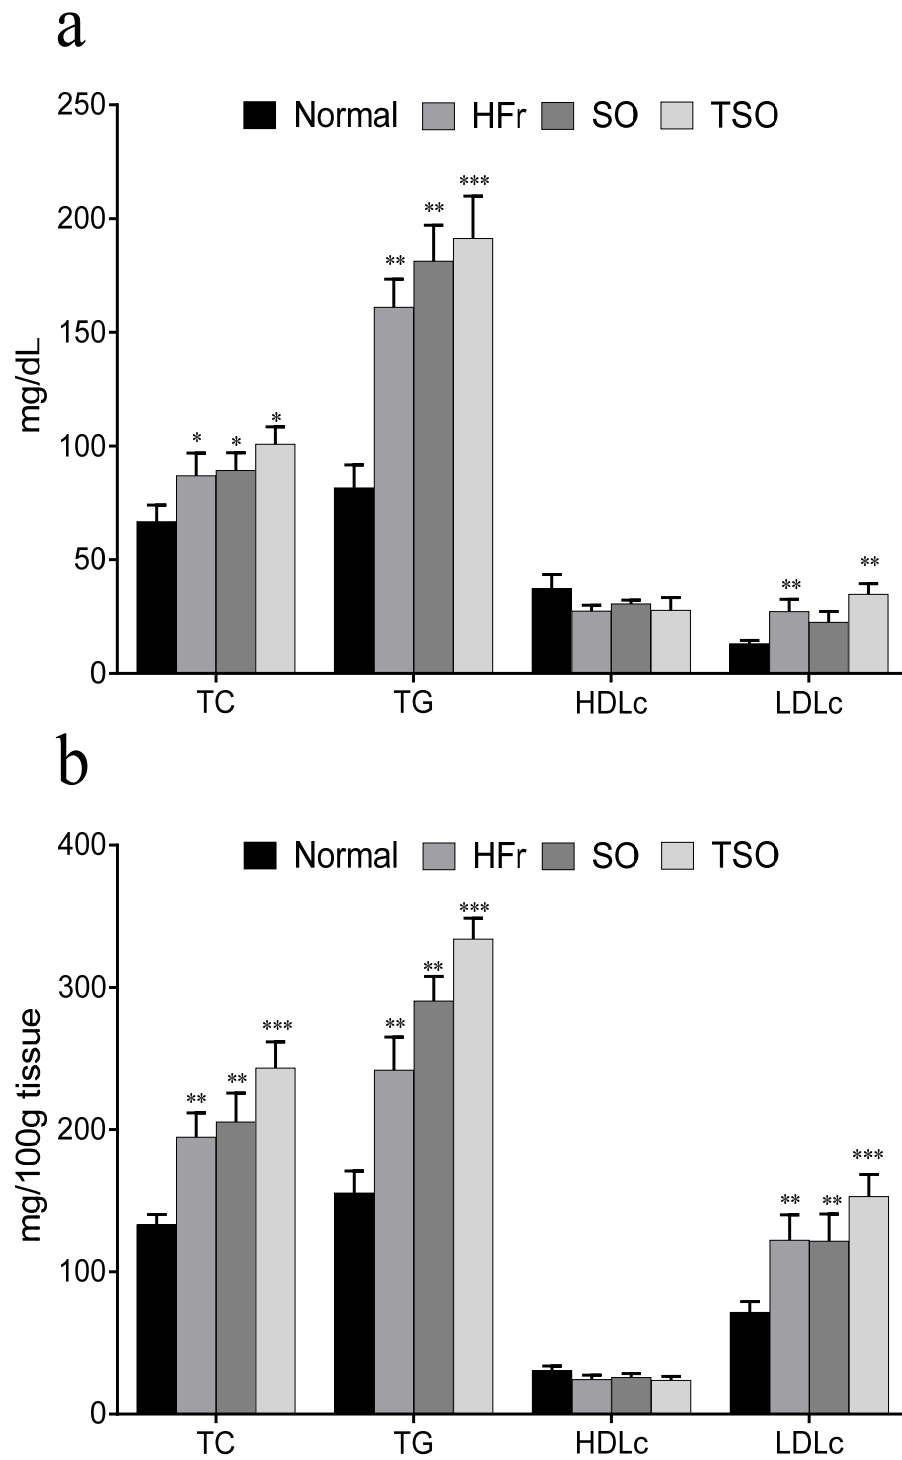 a
250
Normal HFr SO TSO
***
200
**
**
150
mg/dL
100
* * *
50
** **
0
TC TG HDLc LDLc
b
400
Normal HFr SO TSO
***
300
**
**
***
mg/100g tissue
** **
200
***
** **
100
0
TC TG HDLc LDLc